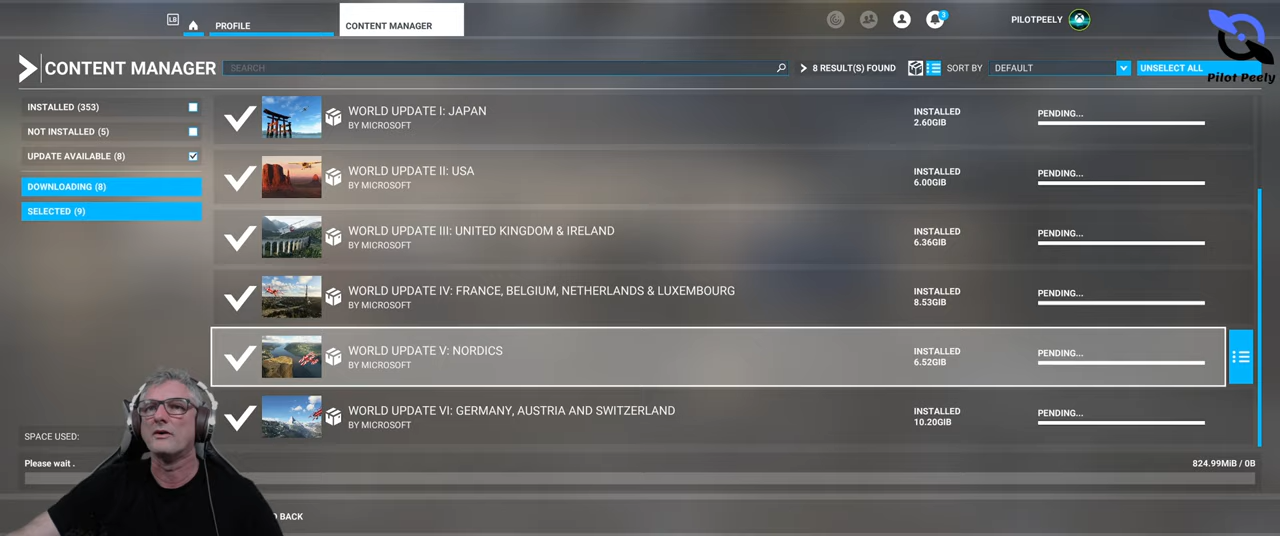 LB
PROFILE
CONTENT MANAGER
3
PILOTPEELY
CONTENT MANAGER
SEARCH
8 RESULT(S) FOUND
SORT BY
DEFAULT
UNSELECT ALL
Pilot Peely
INSTALLED (353)
NOT INSTALLED (5)
UPDATE AVAILABLE (8)
DOWNLOADING (8)
SELECTED (9)
WORLD UPDATE I: JAPAN
BY MICROSOFT
INSTALLED
2.60GIB
PENDING...
WORLD UPDATE II: USA
BY MICROSOFT
INSTALLED
6.00GIB
PENDING...
WORLD UPDATE III: UNITED KINGDOM & IRELAND
BY MICROSOFT
INSTALLED
6.36GIB
PENDING...
WORLD UPDATE IV: FRANCE, BELGIUM, NETHERLANDS & LUXEMBOURG
BY MICROSOFT
INSTALLED
8.53GIB
PENDING...
WORLD UPDATE V: NORDICS
BY MICROSOFT
INSTALLED
6.52GIB
PENDING...
WORLD UPDATE VI: GERMANY, AUSTRIA AND SWITZERLAND
BY MICROSOFT
INSTALLED
10.20GIB
PENDING...
SPACE USED:
Please wait .
824.99MiB / 0B
BACK